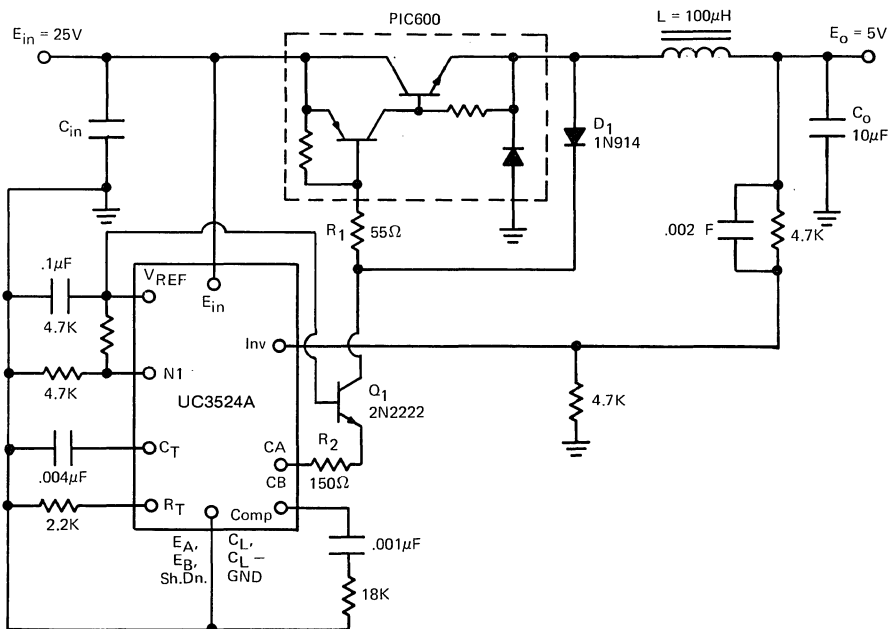 PIC600
L = 100μH
E_in = 25V
E_o = 5V
C_in
D_1
1N914
C_o
10μF
R_1
55Ω
.002 F
4.7K
.1μF
V_REF
E_in
4.7K
Inv
N1
4.7K
UC3524A
Q_1
2N2222
4.7K
C_T
.004μF
CA
CB
R_2
150Ω
R_T
2.2K
Comp
.001μF
E_A,
E_B,
Sh.Dn.
C_L,
C_L –
GND
18K